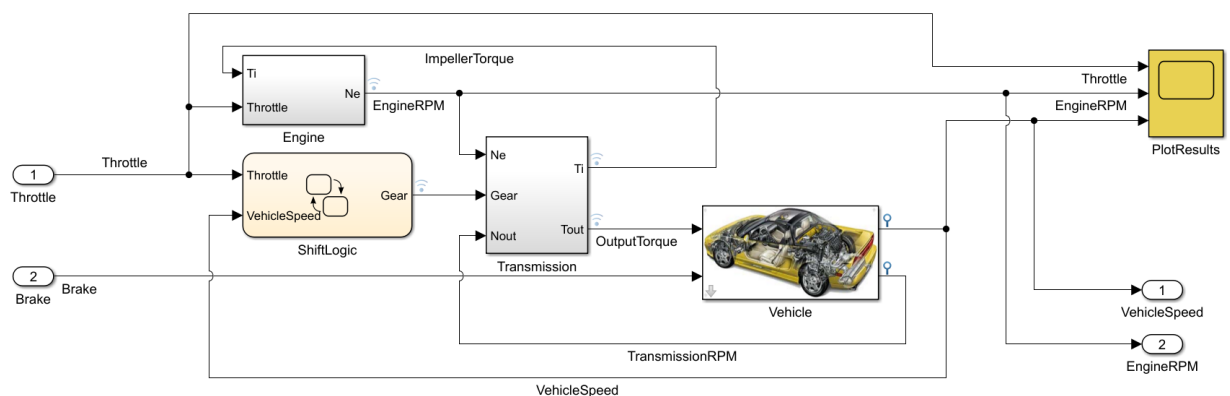 ImpellerTorque
Ti
Throttle
Ne
EngineRPM
Engine
Throttle
EngineRPM
PlotResults
1
Throttle
Throttle
Throttle
VehicleSpeed
Gear
ShiftLogic
Ne
Gear
Nout
Ti
Tout
Transmission
OutputTorque
2
Brake
Brake
Vehicle
TransmissionRPM
VehicleSpeed
1
VehicleSpeed
2
EngineRPM